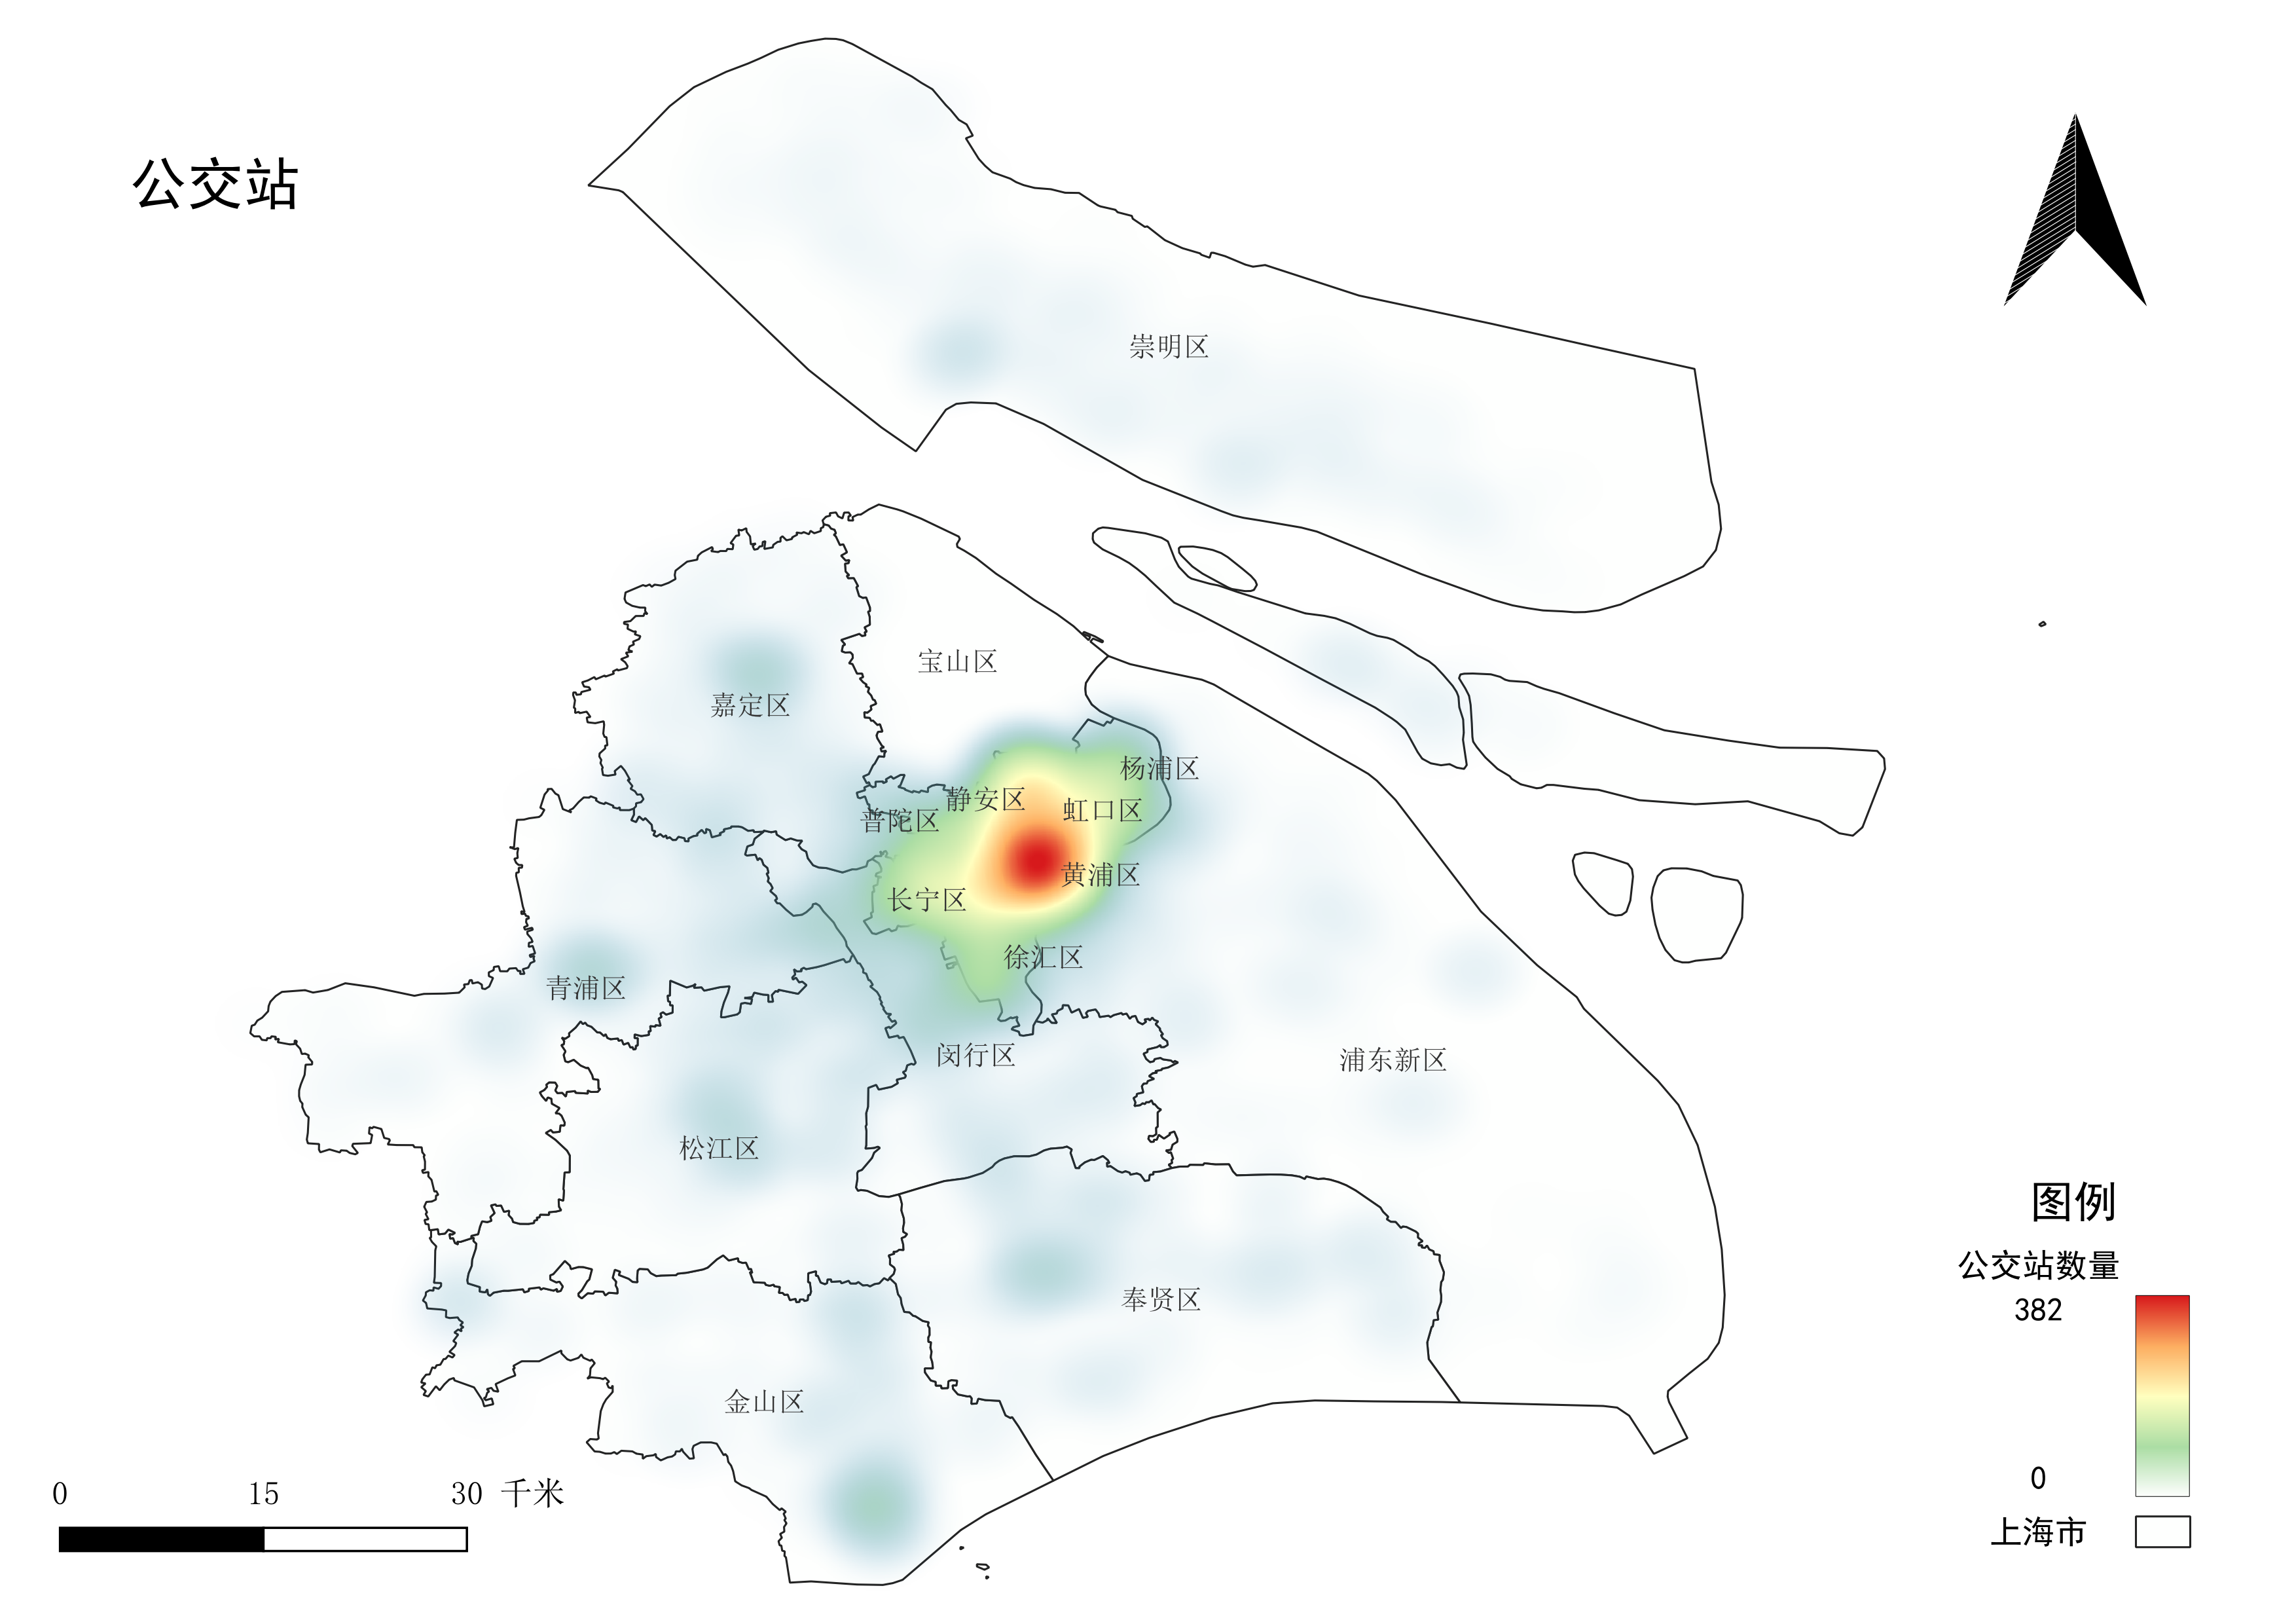 公交站
崇明区
宝山区
嘉定区
杨浦区
静安区
虹口区
普陀区
黄浦区
长宁区
徐汇区
青浦区
闵行区
浦东新区
松江区
奉贤区
金山区
图例
公交站数量
382
0
上海市
0 15 30 千米